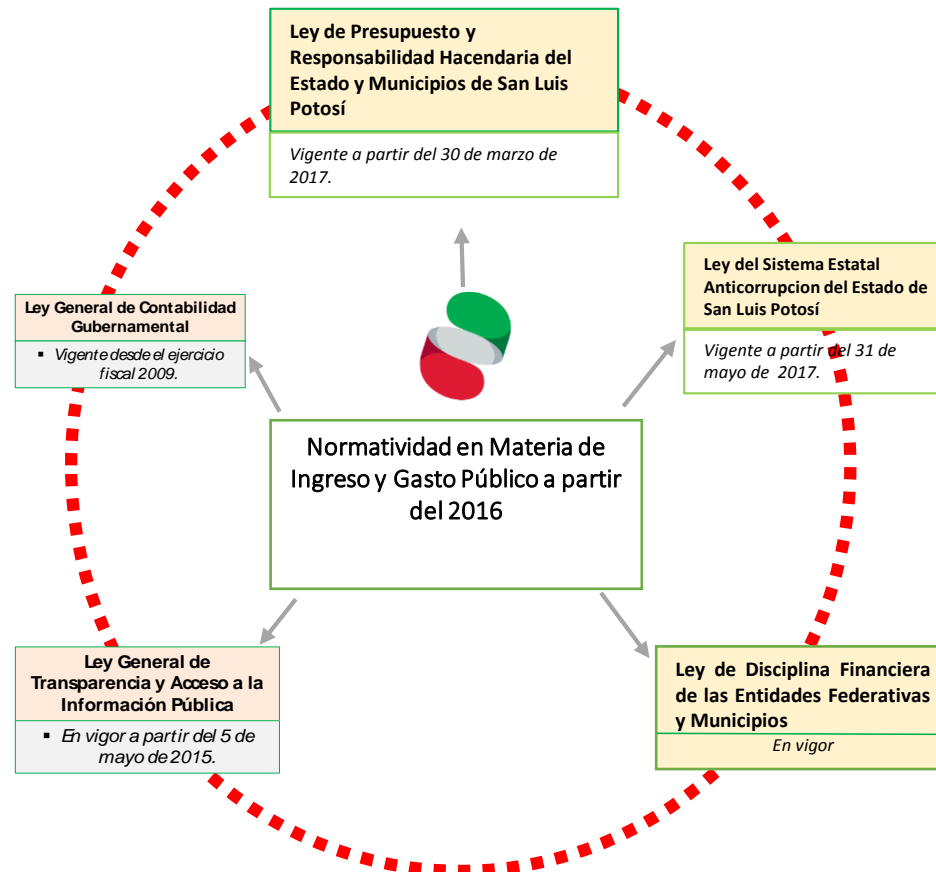 Ley de Presupuesto y
Responsabilidad Hacendaria del
Estado y Municipios de San Luis
Potosí
Vigente a partir del 30 de marzo de
2017.
Ley del Sistema Estatal
Anticorrupcion del Estado de
San Luis Potosí
Vigente a partir del 31 de
mayo de 2017.
Ley General de Contabilidad
Gubernamental
▪ Vigente desde el ejercicio
fiscal 2009.
Normatividad en Materia de
Ingreso y Gasto Público a partir
del 2016
Ley General de
Transparencia y Acceso a la
Información Pública
▪ En vigor a partir del 5 de
mayo de 2015.
Ley de Disciplina Financiera
de las Entidades Federativas
y Municipios
En vigor